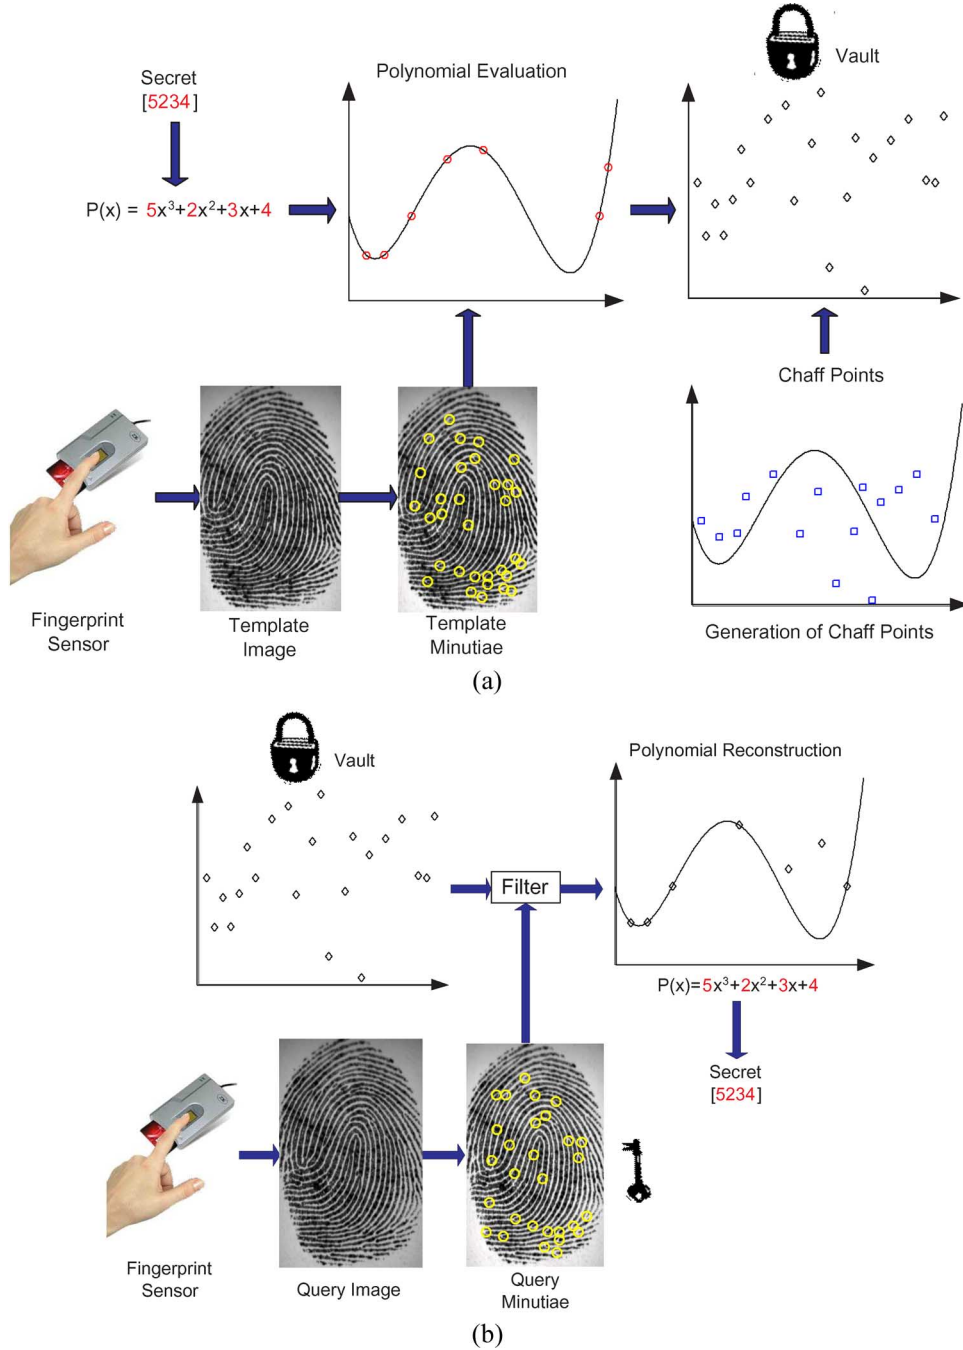 Vault
Polynomial Evaluation
Secret
[5234]
P(x) = 5x³+2x²+3x+4
Chaff Points
Fingerprint
Sensor
Template
Image
Template
Minutiae
Generation of Chaff Points
(a)
Vault
Polynomial Reconstruction
Filter
P(x)=5x³+2x²+3x+4
Secret
[5234]
Fingerprint
Sensor
Query Image
Query
Minutiae
(b)